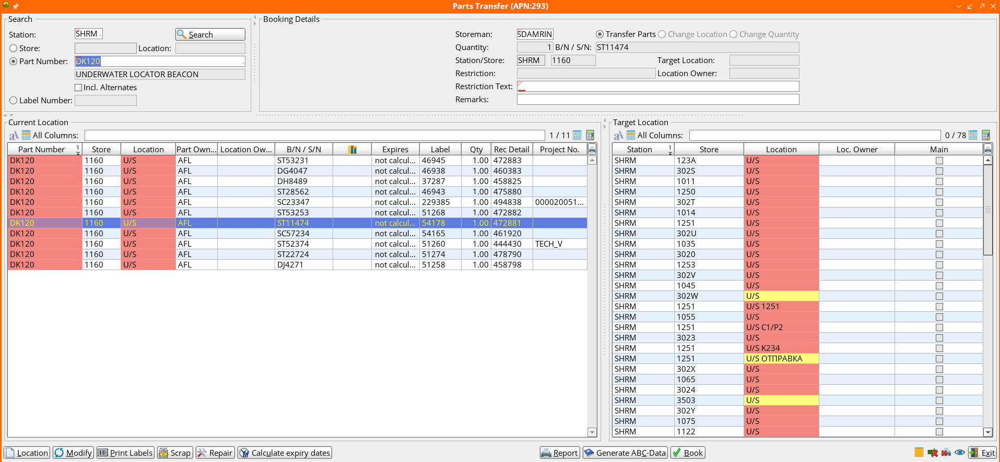 Parts Transfer (APN:293)
Search
Station: SHRM Search
Store: Location:
Part Number: DK120
UNDERWATER LOCATOR BEACON
Incl. Alternates
Label Number:
Booking Details
Storeman: SDAMRIN Transfer Parts Change Location Change Quantity
Quantity: 1 B/N / S/N: ST11474
Station/Store: SHRM 1160 Target Location:
Restriction: Location Owner:
Restriction Text:
Remarks:
Current Location
All Columns: 1 / 11
Part Number 1 Store Location Part Own... Location Ow... B/N / S/N Expires Label Qty Rec Detail Project No.
DK120 1160 U/S AFL ST53231 not calcul... 46945 1.00 472883
DK120 1160 U/S AFL DG4047 not calcul... 46938 1.00 460383
DK120 1160 U/S AFL DH8489 not calcul... 37287 1.00 458825
DK120 1160 U/S AFL ST28562 not calcul... 46943 1.00 475880
DK120 1160 U/S AFL SC23347 not calcul... 229385 1.00 494838 000020051...
DK120 1160 U/S AFL ST53253 not calcul... 51268 1.00 472882
DK120 1160 U/S AFL ST11474 not calcul... 54178 1.00 472881
DK120 1160 U/S AFL SC57234 not calcul... 54165 1.00 461920
DK120 1160 U/S AFL ST52374 not calcul... 51260 1.00 444430 TECH_V
DK120 1160 U/S AFL ST22724 not calcul... 51274 1.00 478790
DK120 1160 U/S AFL DJ4271 not calcul... 51258 1.00 458798
Target Location
All Columns: 0 / 78
Station 1 Store Location Loc. Owner Main
SHRM 123A U/S
SHRM 302S U/S
SHRM 1011 U/S
SHRM 1250 U/S
SHRM 302T U/S
SHRM 1014 U/S
SHRM 1251 U/S
SHRM 302U U/S
SHRM 1035 U/S
SHRM 3020 U/S
SHRM 1253 U/S
SHRM 302V U/S
SHRM 1045 U/S
SHRM 302W U/S
SHRM 1251 U/S 1251
SHRM 1055 U/S
SHRM 1251 U/S C1/P2
SHRM 3023 U/S
SHRM 1251 U/S K234
SHRM 1251 U/S ОТПРАВКА
SHRM 302X U/S
SHRM 1065 U/S
SHRM 3024 U/S
SHRM 3503 U/S
SHRM 302Y U/S
SHRM 1075 U/S
SHRM 1122 U/S
Location Modify Print Labels Scrap Repair Calculate expiry dates Report Generate ABC-Data Book Exit